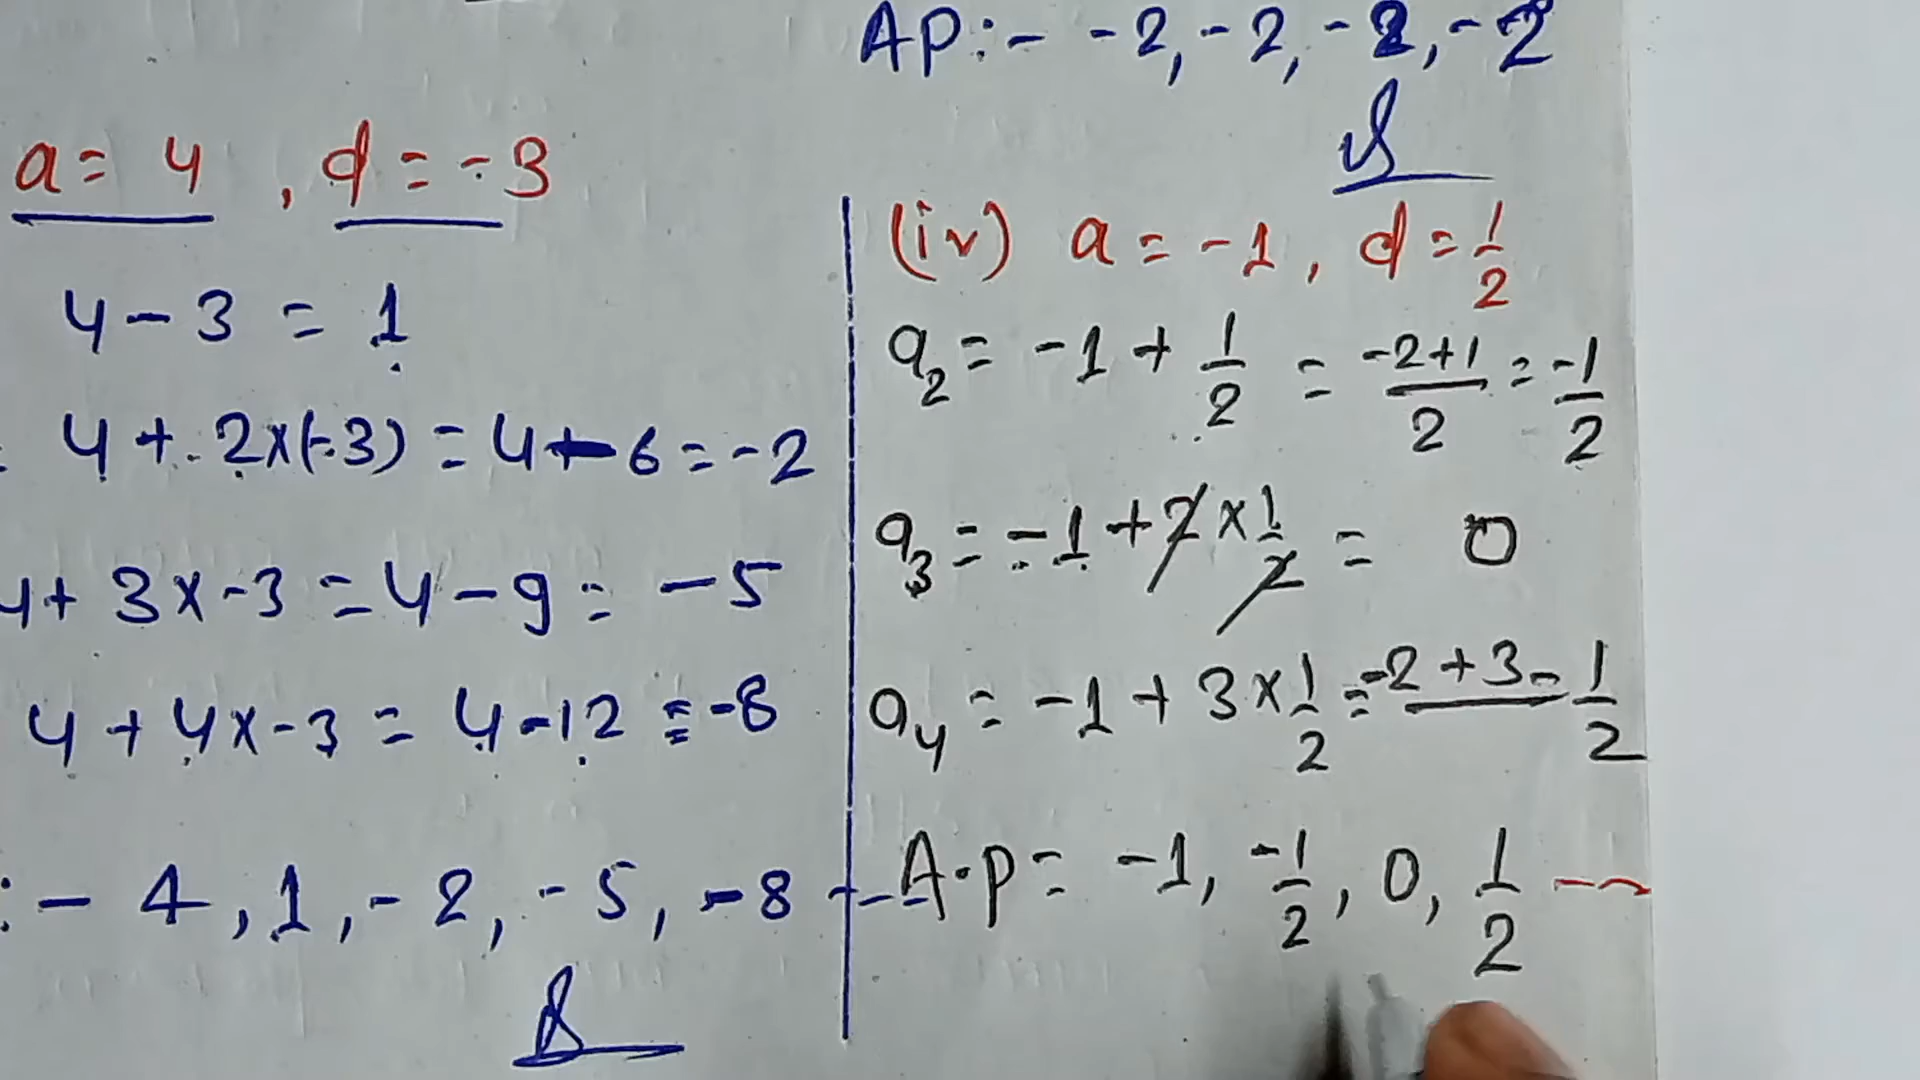 AP:- -2, -2, -2, -2
a = 4, d = -3
4 - 3 = 1
4 + 2x(-3) = 4 - 6 = -2
4 + 3x-3 = 4 - 9 = -5
4 + 4x-3 = 4 - 12 = -8
:- 4, 1, -2, -5, -8 ---
(iv) a = -1, d = 1/2
a2 = -1 + 1/2 = -2+1/2 = -1/2
a3 = -1 + 2 x 1/2 = 0
a4 = -1 + 3 x 1/2 = -2+3 = 1/2
A.P = -1, -1/2, 0, 1/2 --